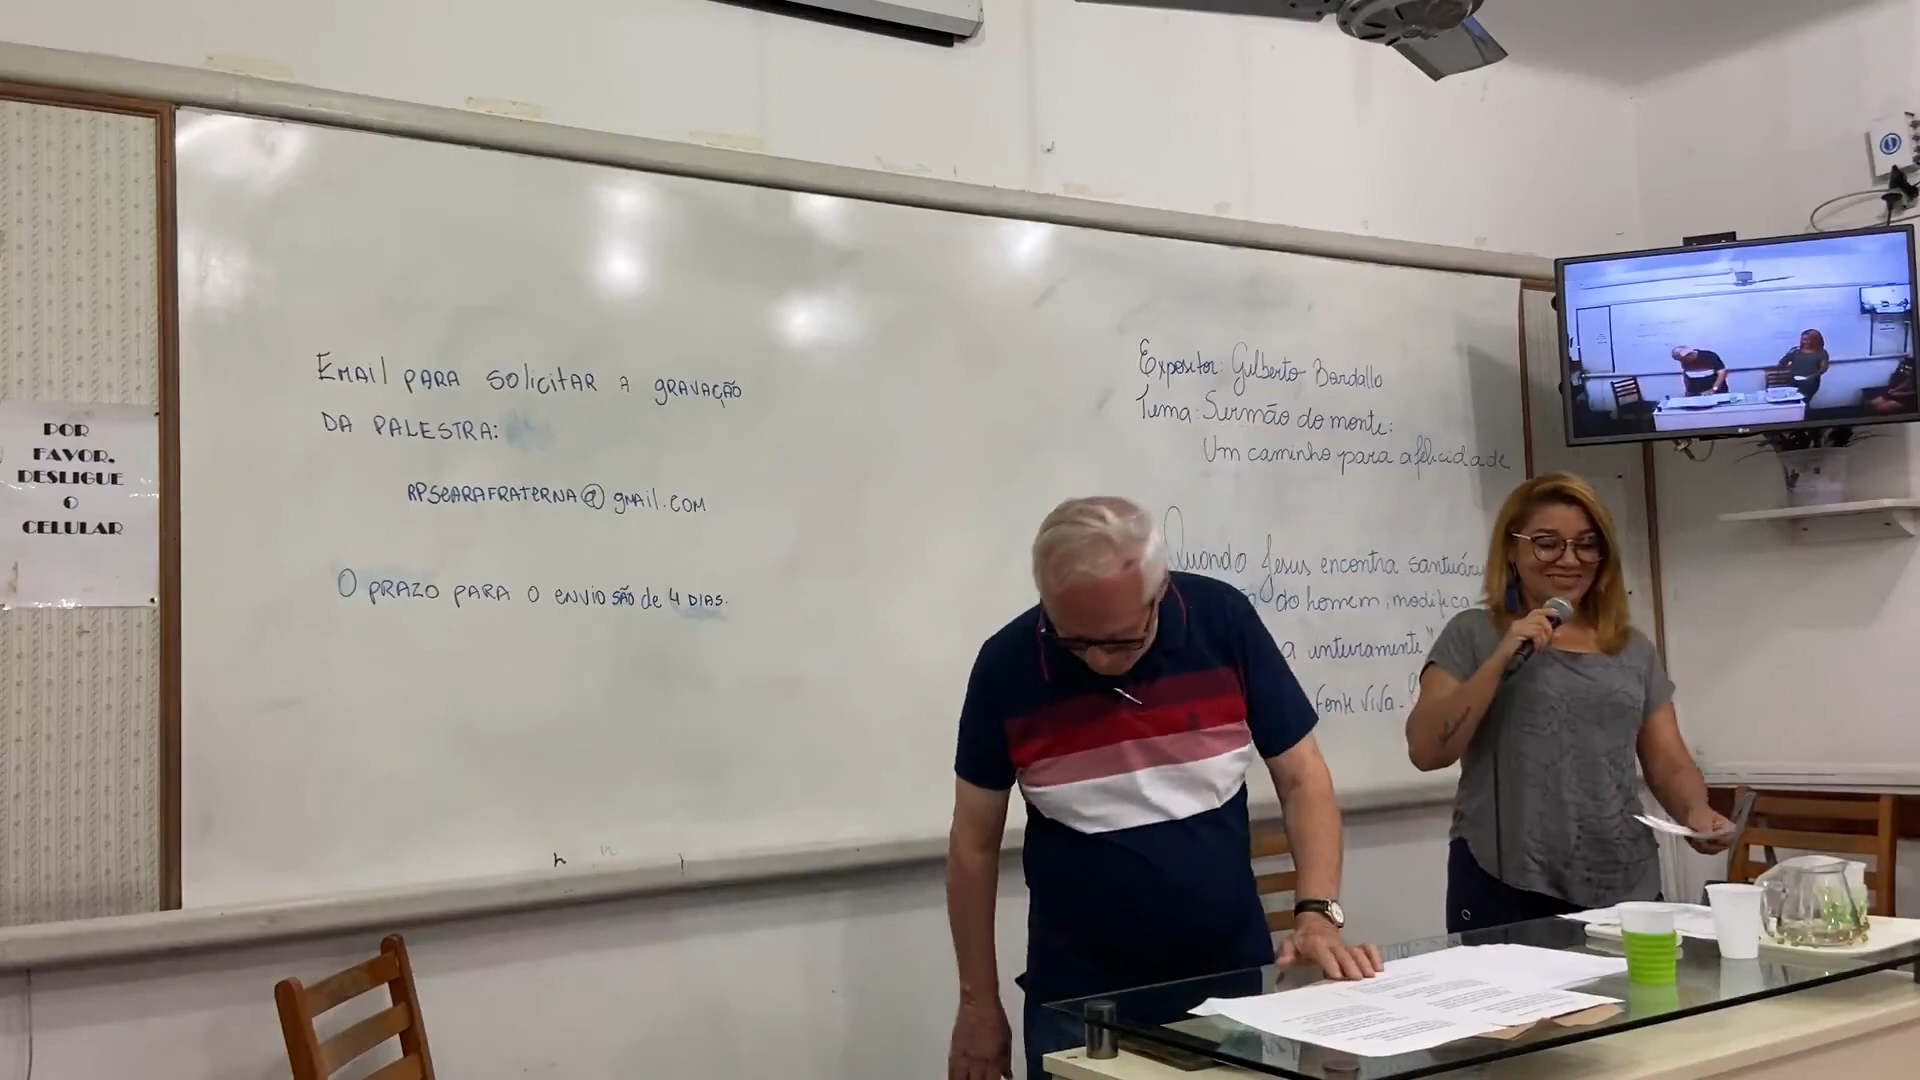 POR
FAVOR,
DESLIGUE
O
CELULAR
Email para solicitar a gravação
da palestra:
rpsearafraterna@gmail.com
O prazo para o envio são de 4 dias.
Expositor: Gilberto Bordallo
Tema: Sermão do monte:
Um caminho para a felicidade
"Quando Jesus encontra
do homem, modifica
a inteiramente"
Fonte Viva -
LG